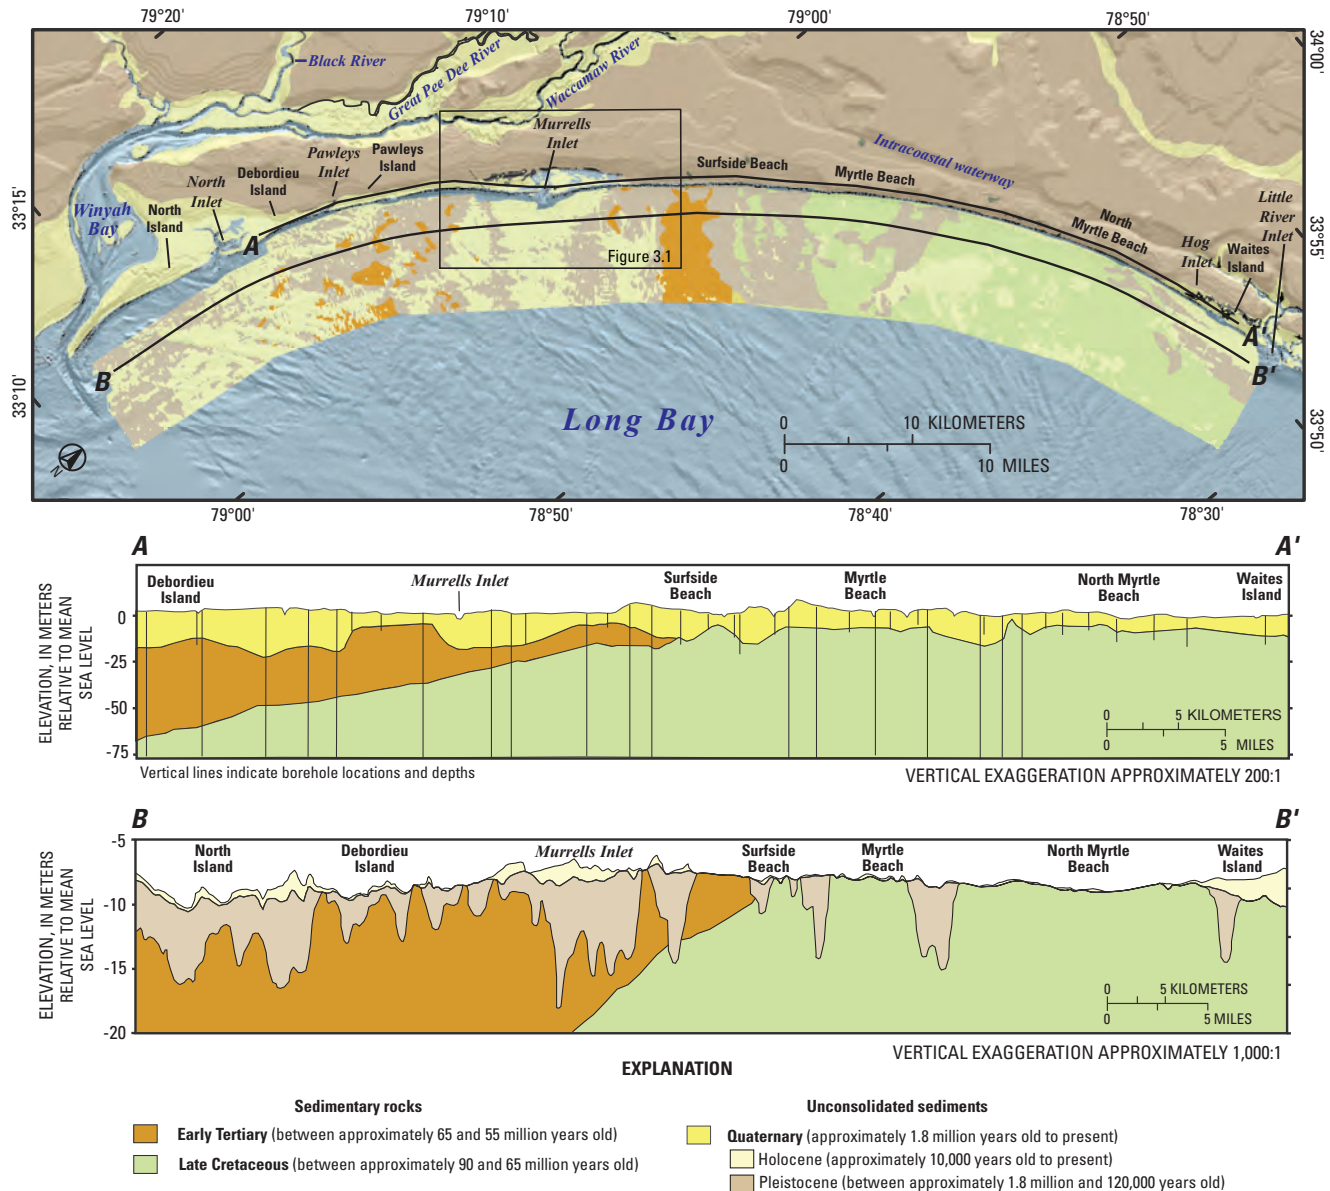 79°20'
79°10'
79°00'
78°50'
34°00'
Black River
Great Pee Dee River
Waccamaw River
Murrells
Inlet
Pawleys
Inlet
Pawleys
Island
Debordieu
Island
North
Inlet
North
Island
Winyah
Bay
Surfside Beach
Myrtle Beach
Intracoastal waterway
North
Myrtle Beach
Hog
Inlet
Little
River
Inlet
Waites
Island
33°15'
33°55'
A
A'
B
B'
Figure 3.1
33°10'
33°50'
Long Bay
0 10 KILOMETERS
0 10 MILES
N
79°00'
78°50'
78°40'
78°30'
A
A'
ELEVATION, IN METERS
RELATIVE TO MEAN
SEA LEVEL
0
-25
-50
-75
Debordieu
Island
Murrells Inlet
Surfside
Beach
Myrtle
Beach
North Myrtle
Beach
Waites
Island
0 5 KILOMETERS
0 5 MILES
Vertical lines indicate borehole locations and depths
VERTICAL EXAGGERATION APPROXIMATELY 200:1
B
B'
ELEVATION, IN METERS
RELATIVE TO MEAN
SEA LEVEL
-5
-10
-15
-20
North
Island
Debordieu
Island
Murrells Inlet
Surfside
Beach
Myrtle
Beach
North Myrtle
Beach
Waites
Island
0 5 KILOMETERS
0 5 MILES
VERTICAL EXAGGERATION APPROXIMATELY 1,000:1
EXPLANATION
Sedimentary rocks
Early Tertiary (between approximately 65 and 55 million years old)
Late Cretaceous (between approximately 90 and 65 million years old)
Unconsolidated sediments
Quaternary (approximately 1.8 million years old to present)
Holocene (approximately 10,000 years old to present)
Pleistocene (between approximately 1.8 million and 120,000 years old)